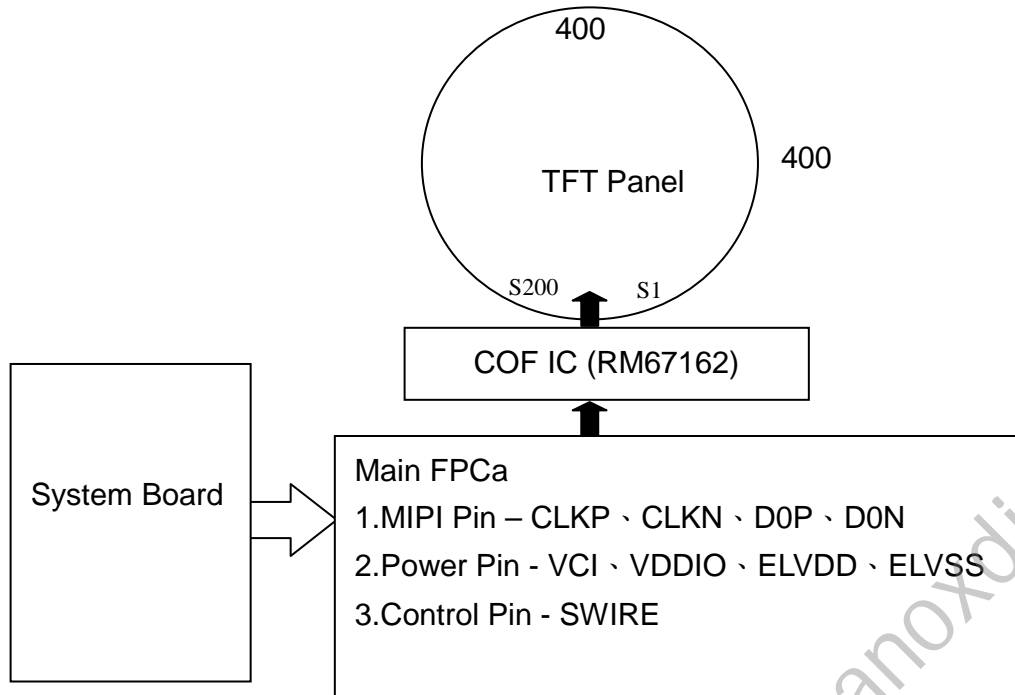 400
400
TFT Panel
S200
S1
COF IC (RM67162)
System Board
Main FPCa
1.MIPI Pin – CLKP、CLKN、D0P、D0N
2.Power Pin - VCI、VDDIO、ELVDD、ELVSS
3.Control Pin - SWIRE
anoxdi